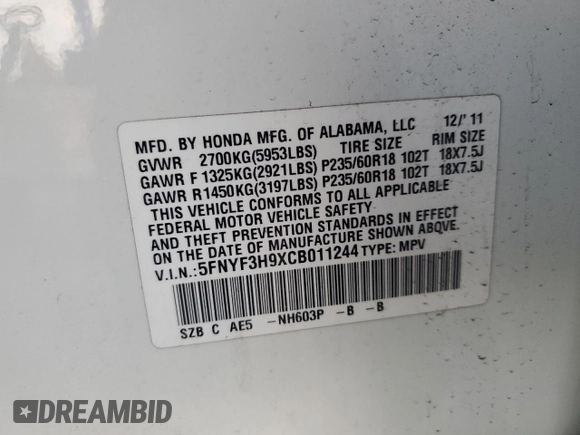 MFD. BY HONDA MFG. OF ALABAMA, LLC 12/'11
GVWR 2700KG(5953LBS) TIRE SIZE RIM SIZE
GAWR F 1325KG(2921LBS) P235/60R18 102T 18X7.5J
GAWR R1450KG(3197LBS) P235/60R18 102T 18X7.5J
THIS VEHICLE CONFORMS TO ALL APPLICABLE
FEDERAL MOTOR VEHICLE SAFETY
AND THEFT PREVENTION STANDARDS IN EFFECT
ON THE DATE OF MANUFACTURE SHOWN ABOVE.
V.I.N.:5FNYF3H9XCB011244 TYPE: MPV
SZB C AE5 -NH603P -B -B
DREAMBID